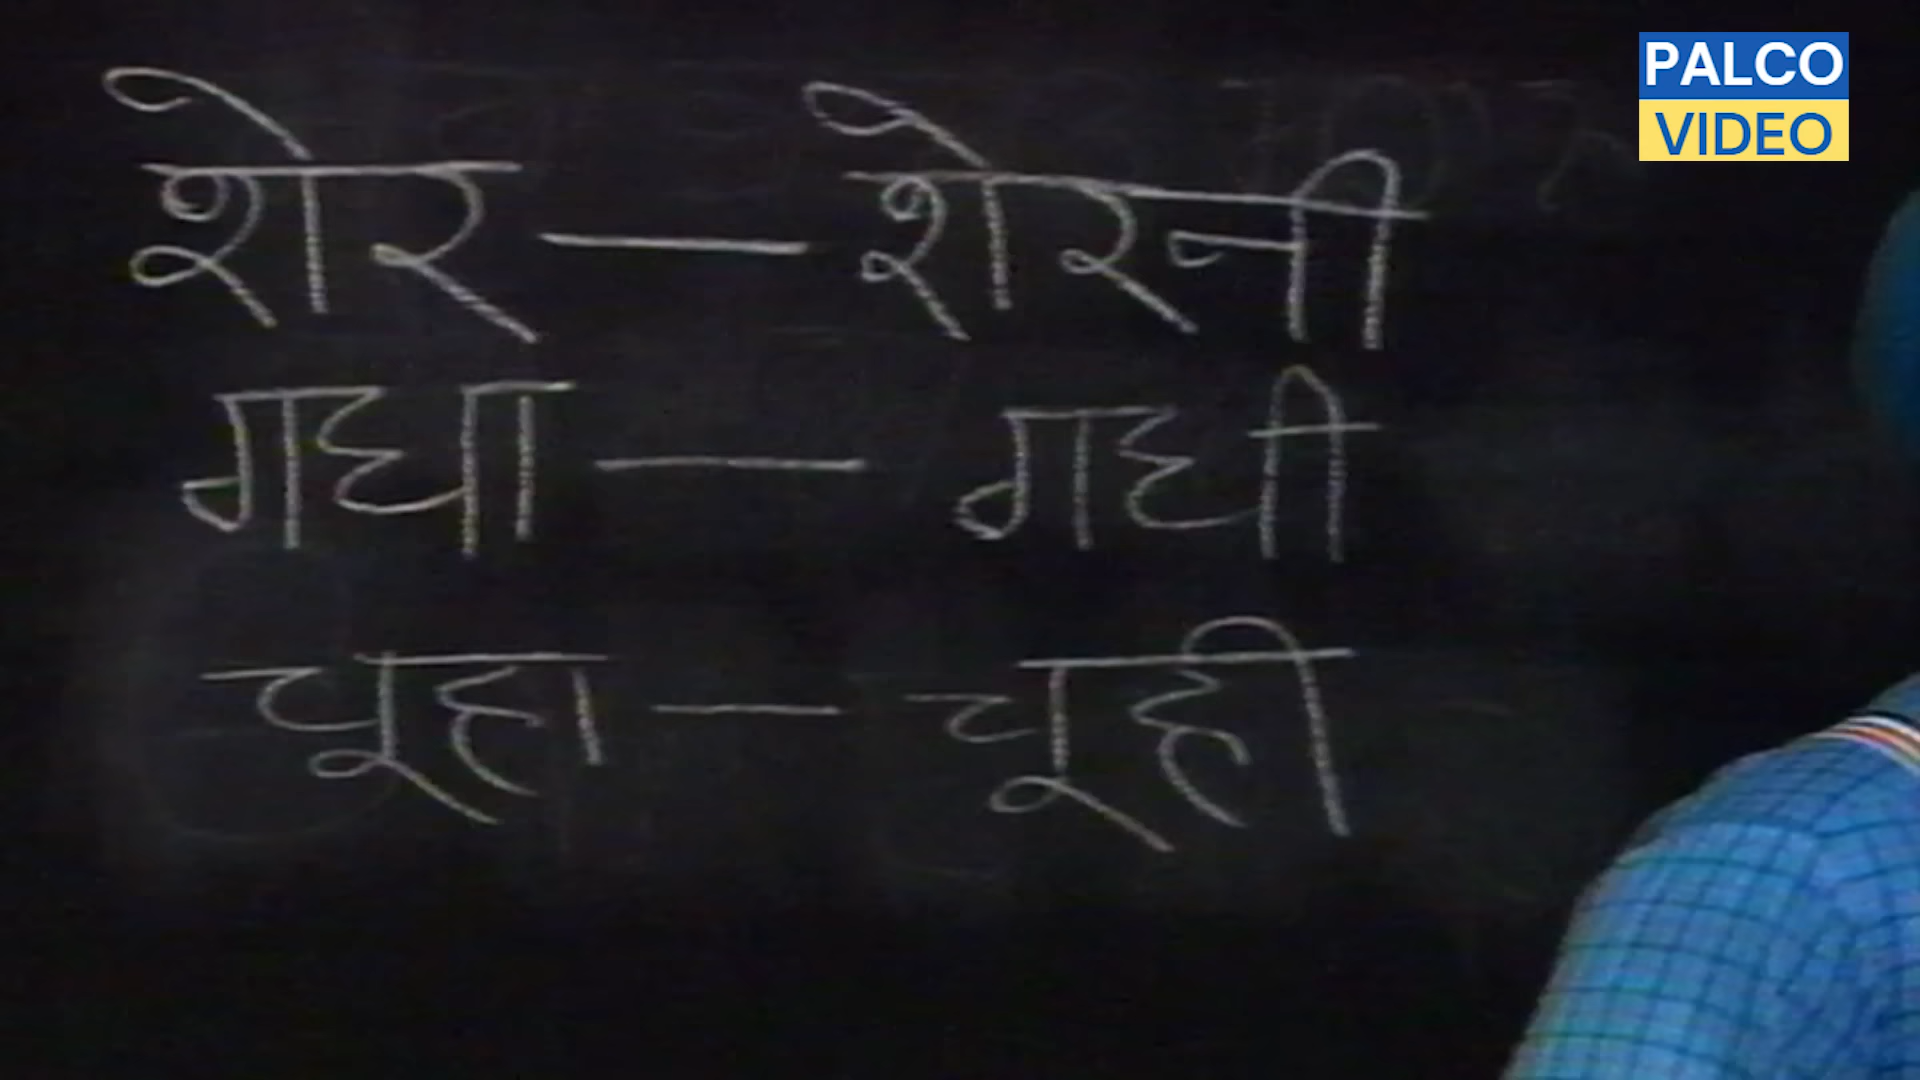 PALCO
VIDEO
शेर — शेरनी
गधा — गधी
चूहा — चूही